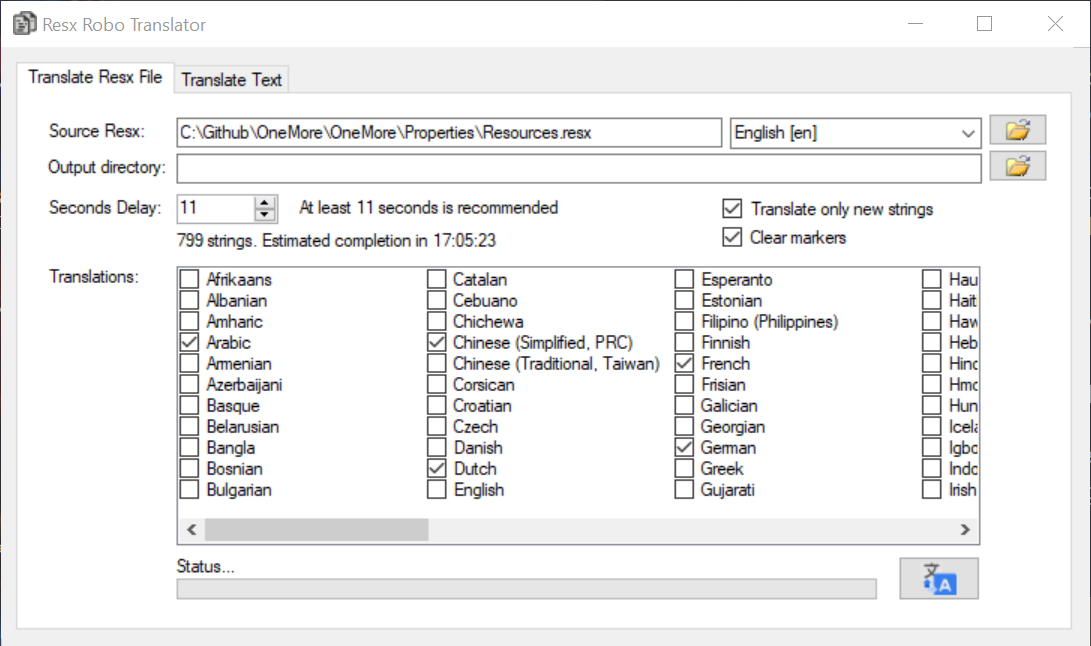 Resx Robo Translator
Translate Resx File Translate Text
Source Resx: C:\Github\OneMore\OneMore\Properties\Resources.resx English [en]
Output directory:
Seconds Delay: 11 At least 11 seconds is recommended Translate only new strings
799 strings. Estimated completion in 17:05:23 Clear markers
Translations: Afrikaans Catalan Esperanto Hau
Albanian Cebuano Estonian Hait
Amharic Chichewa Filipino (Philippines) Haw
Arabic Chinese (Simplified, PRC) Finnish Heb
Armenian Chinese (Traditional, Taiwan) French Hind
Azerbaijani Corsican Frisian Hmo
Basque Croatian Galician Hun
Belarusian Czech Georgian Icela
Bangla Danish German Igbo
Bosnian Dutch Greek Indo
Bulgarian English Gujarati Irish
Status...
文 A